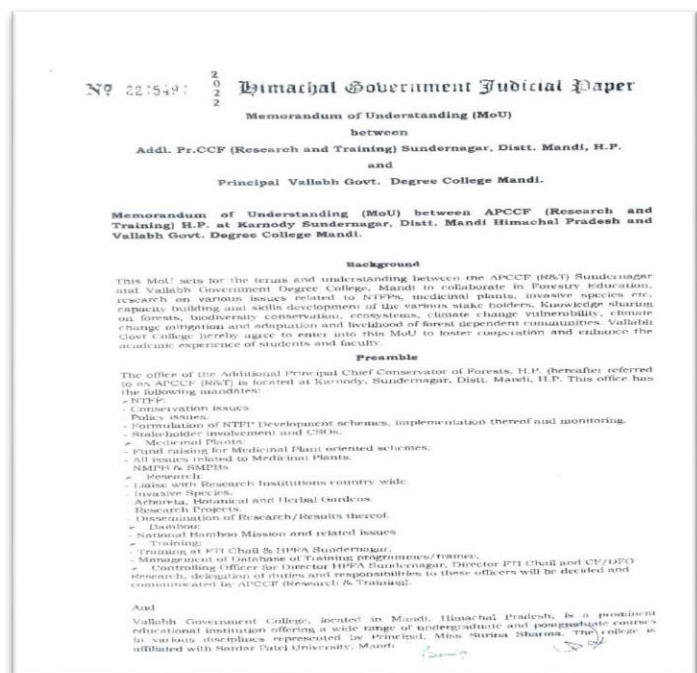 Nº 2215491 2022 Himachal Government Judicial Paper
Memorandum of Understanding (MoU)
between
Addl. Pr.CCF (Research and Training) Sundernagar, Distt. Mandi, H.P.
and
Principal Vallabh Govt. Degree College Mandi.
Memorandum of Understanding (MoU) between APCCF (Research and
Training) H.P. at Karnody Sundernagar, Distt. Mandi Himachal Pradesh and
Vallabh Govt. Degree College Mandi.
Background
This MoU sets for the terms and understanding between the APCCF (R&T) Sundernagar
and Vallabh Government Degree College, Mandi to collaborate in Forestry Education,
research on various issues related to NTFPs, medicinal plants, invasive species etc,
capacity building and skills development of the various stake holders, Knowledge sharing
on forests, biodiversity conservation, ecosystems, climate change vulnerability, climate
change mitigation and adaptation and livelihood of forest dependent communities. Vallabh
Govt College hereby agree to enter into this MoU to foster cooperation and enhance the
academic experience of students and faculty.
Preamble
The office of the Additional Principal Chief Conservator of Forests, H.P. (hereafter referred
to as APCCF (R&T) is located at Karnody, Sundernagar, Distt. Mandi, H.P. This office has
the following mandates:
➢ NTFP:
- Conservation issues
- Policy issues.
- Formulation of NTFP Development schemes, implementation thereof and monitoring.
- Stakeholder involvement and CSOs.
➢ Medicinal Plants:
- Fund raising for Medicinal Plant oriented schemes.
- All issues related to Medicinal Plants.
- NMPB & SMPBs
➢ Research:
- Liaise with Research Institutions country wide.
- Invasive Species.
- Arboreta, Botanical and Herbal Gardens.
- Research Projects.
- Dissemination of Research/Results thereof.
➢ Bamboo:
- National Bamboo Mission and related issues
➢ Training:
- Training at FTI Chail & HPFA Sundernagar.
- Management of Database of Training programmes/trainee.
➢ Controlling Officer for Director HPFA Sundernagar, Director FTI Chail and CF/DFO
Research, delegation of duties and responsibilities to these officers will be decided and
communicated by APCCF (Research & Training).
And
Vallabh Government College, located in Mandi, Himachal Pradesh, is a prominent
educational institution offering a wide range of undergraduate and postgraduate courses
in various disciplines represented by Principal, Miss Surina Sharma. The college is
affiliated with Sardar Patel University, Mandi